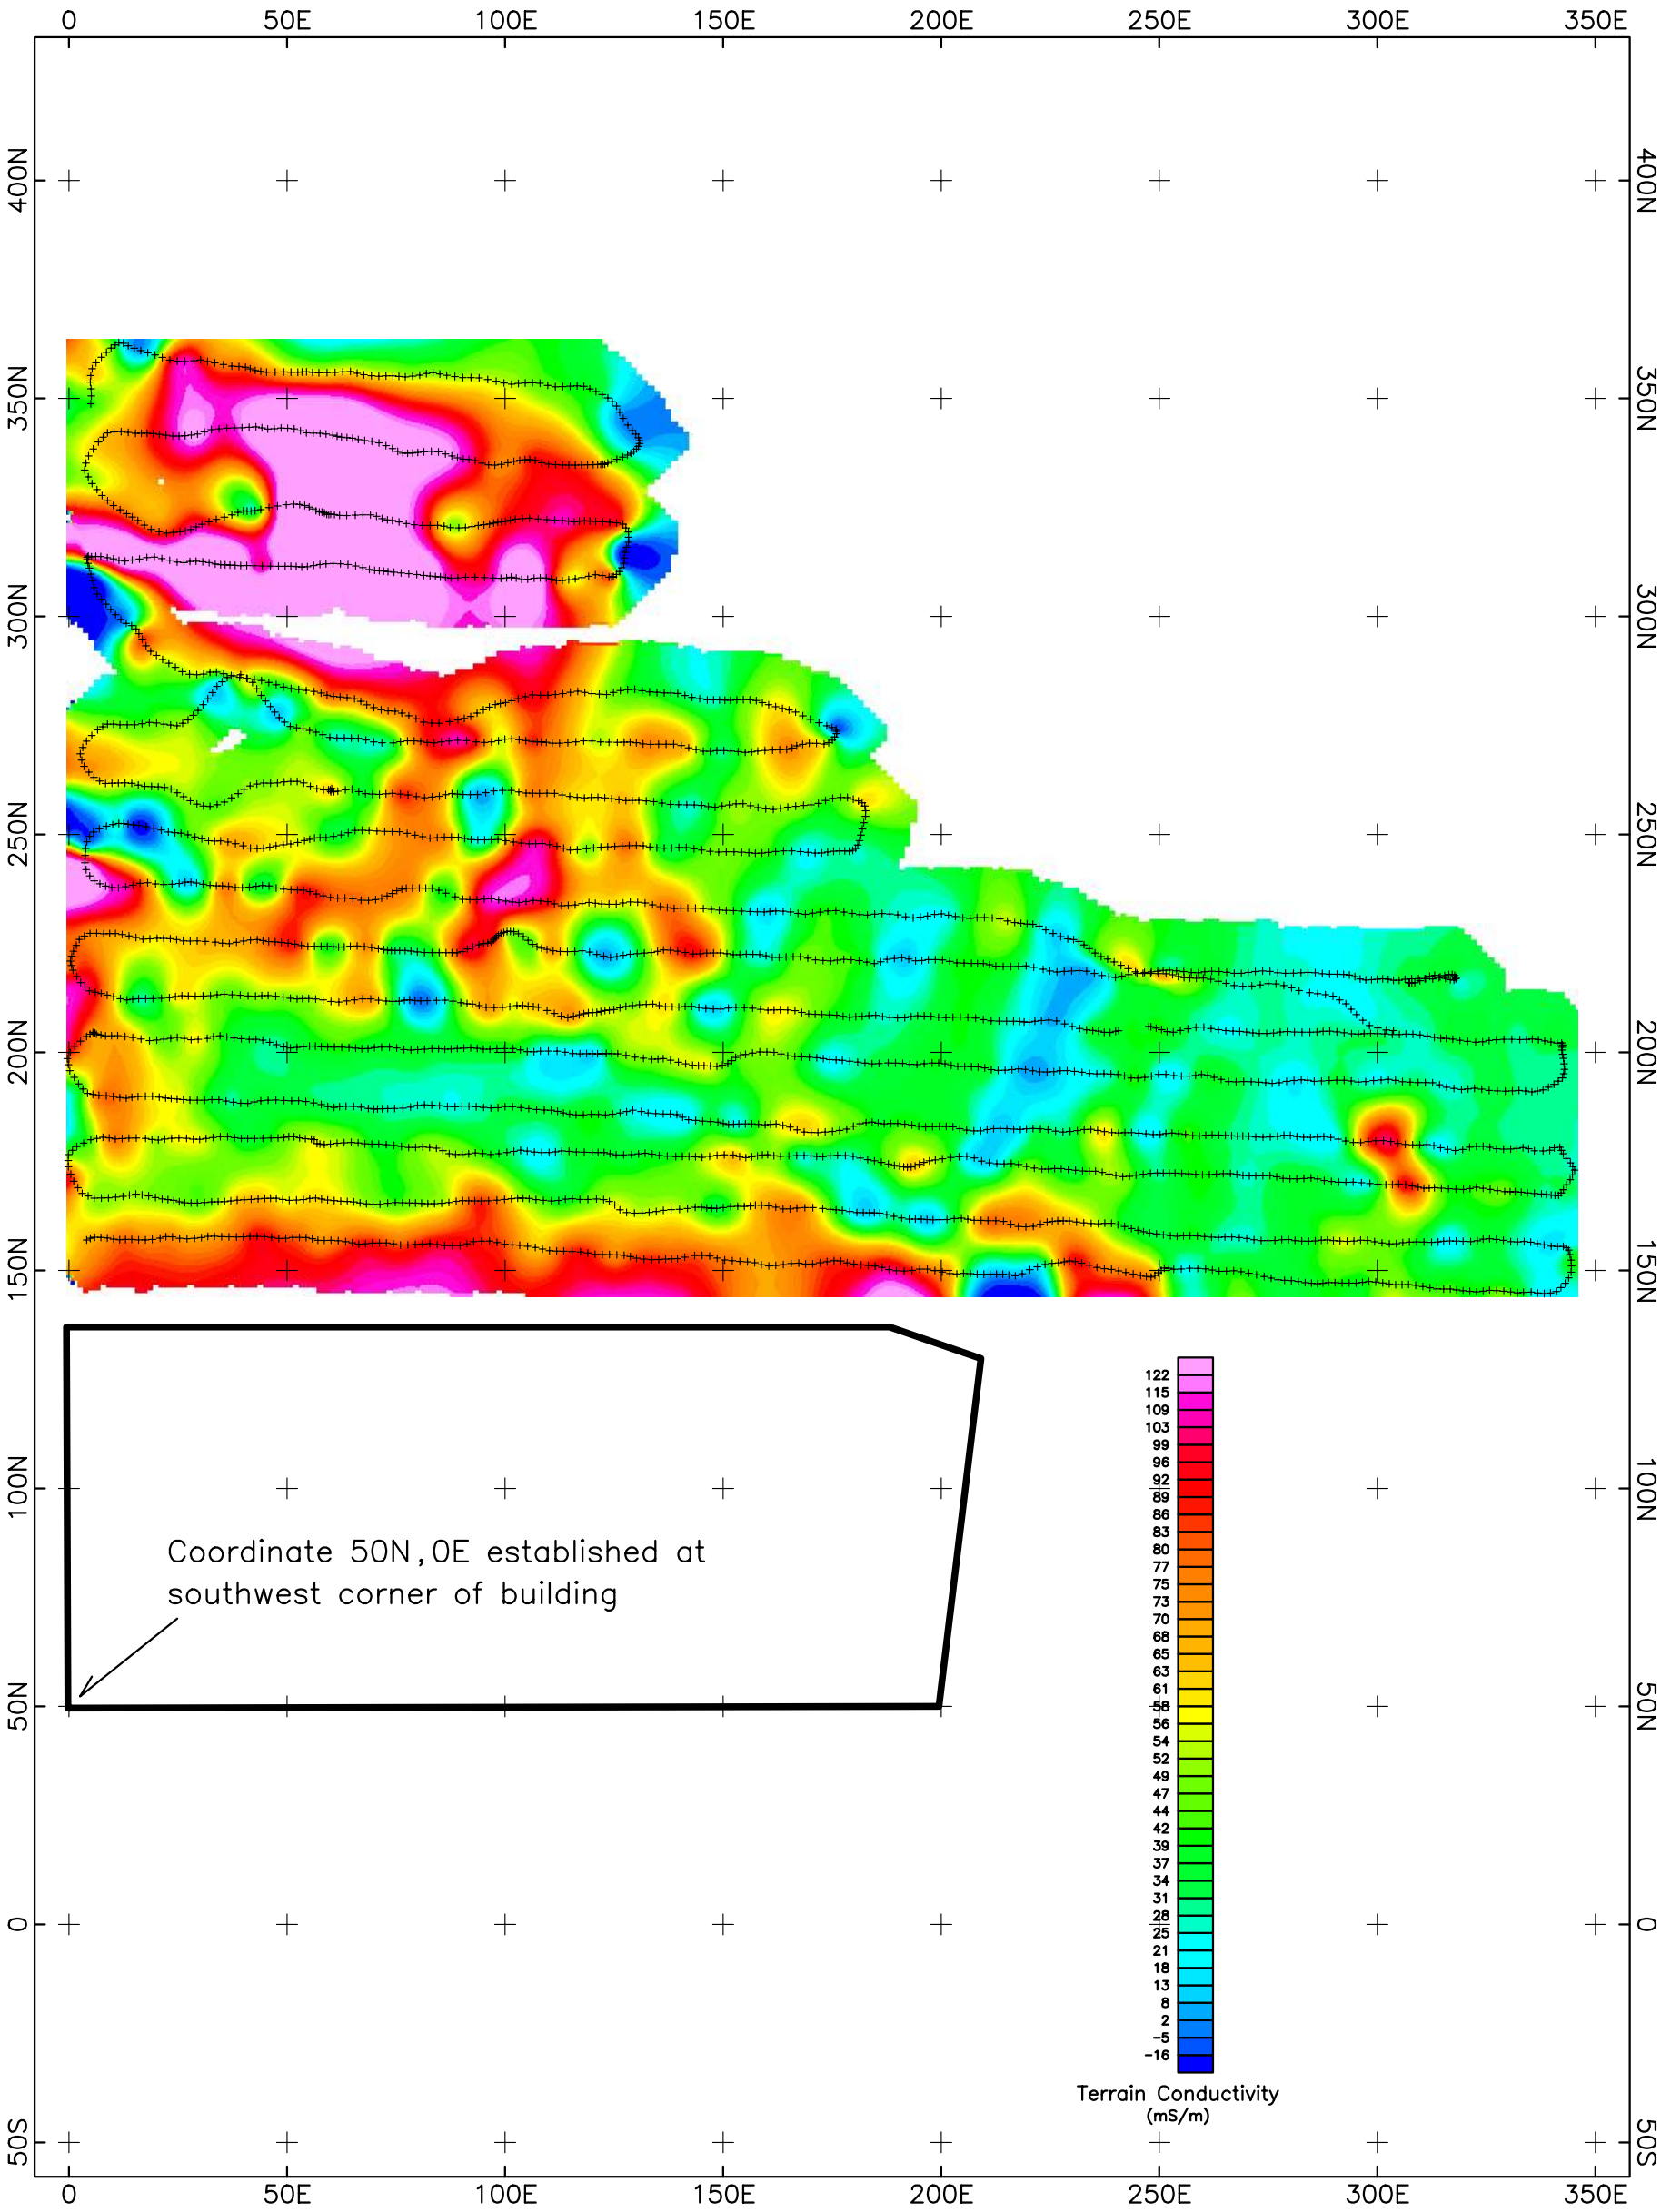 0 50E 100E 150E 200E 250E 300E 350E
400N 400N
350N 350N
300N 300N
250N 250N
200N 200N
150N 150N
122
115
109
103
99
96
92
89
86
83
80
77
75
73
70
68
65
63
61
58
56
54
52
49
47
44
42
39
37
34
31
28
25
21
18
13
8
2
-5
-16
Terrain Conductivity
(mS/m)
100N 100N
Coordinate 50N,0E established at
southwest corner of building
50N 50N
0 0
50S 50S
0 50E 100E 150E 200E 250E 300E 350E